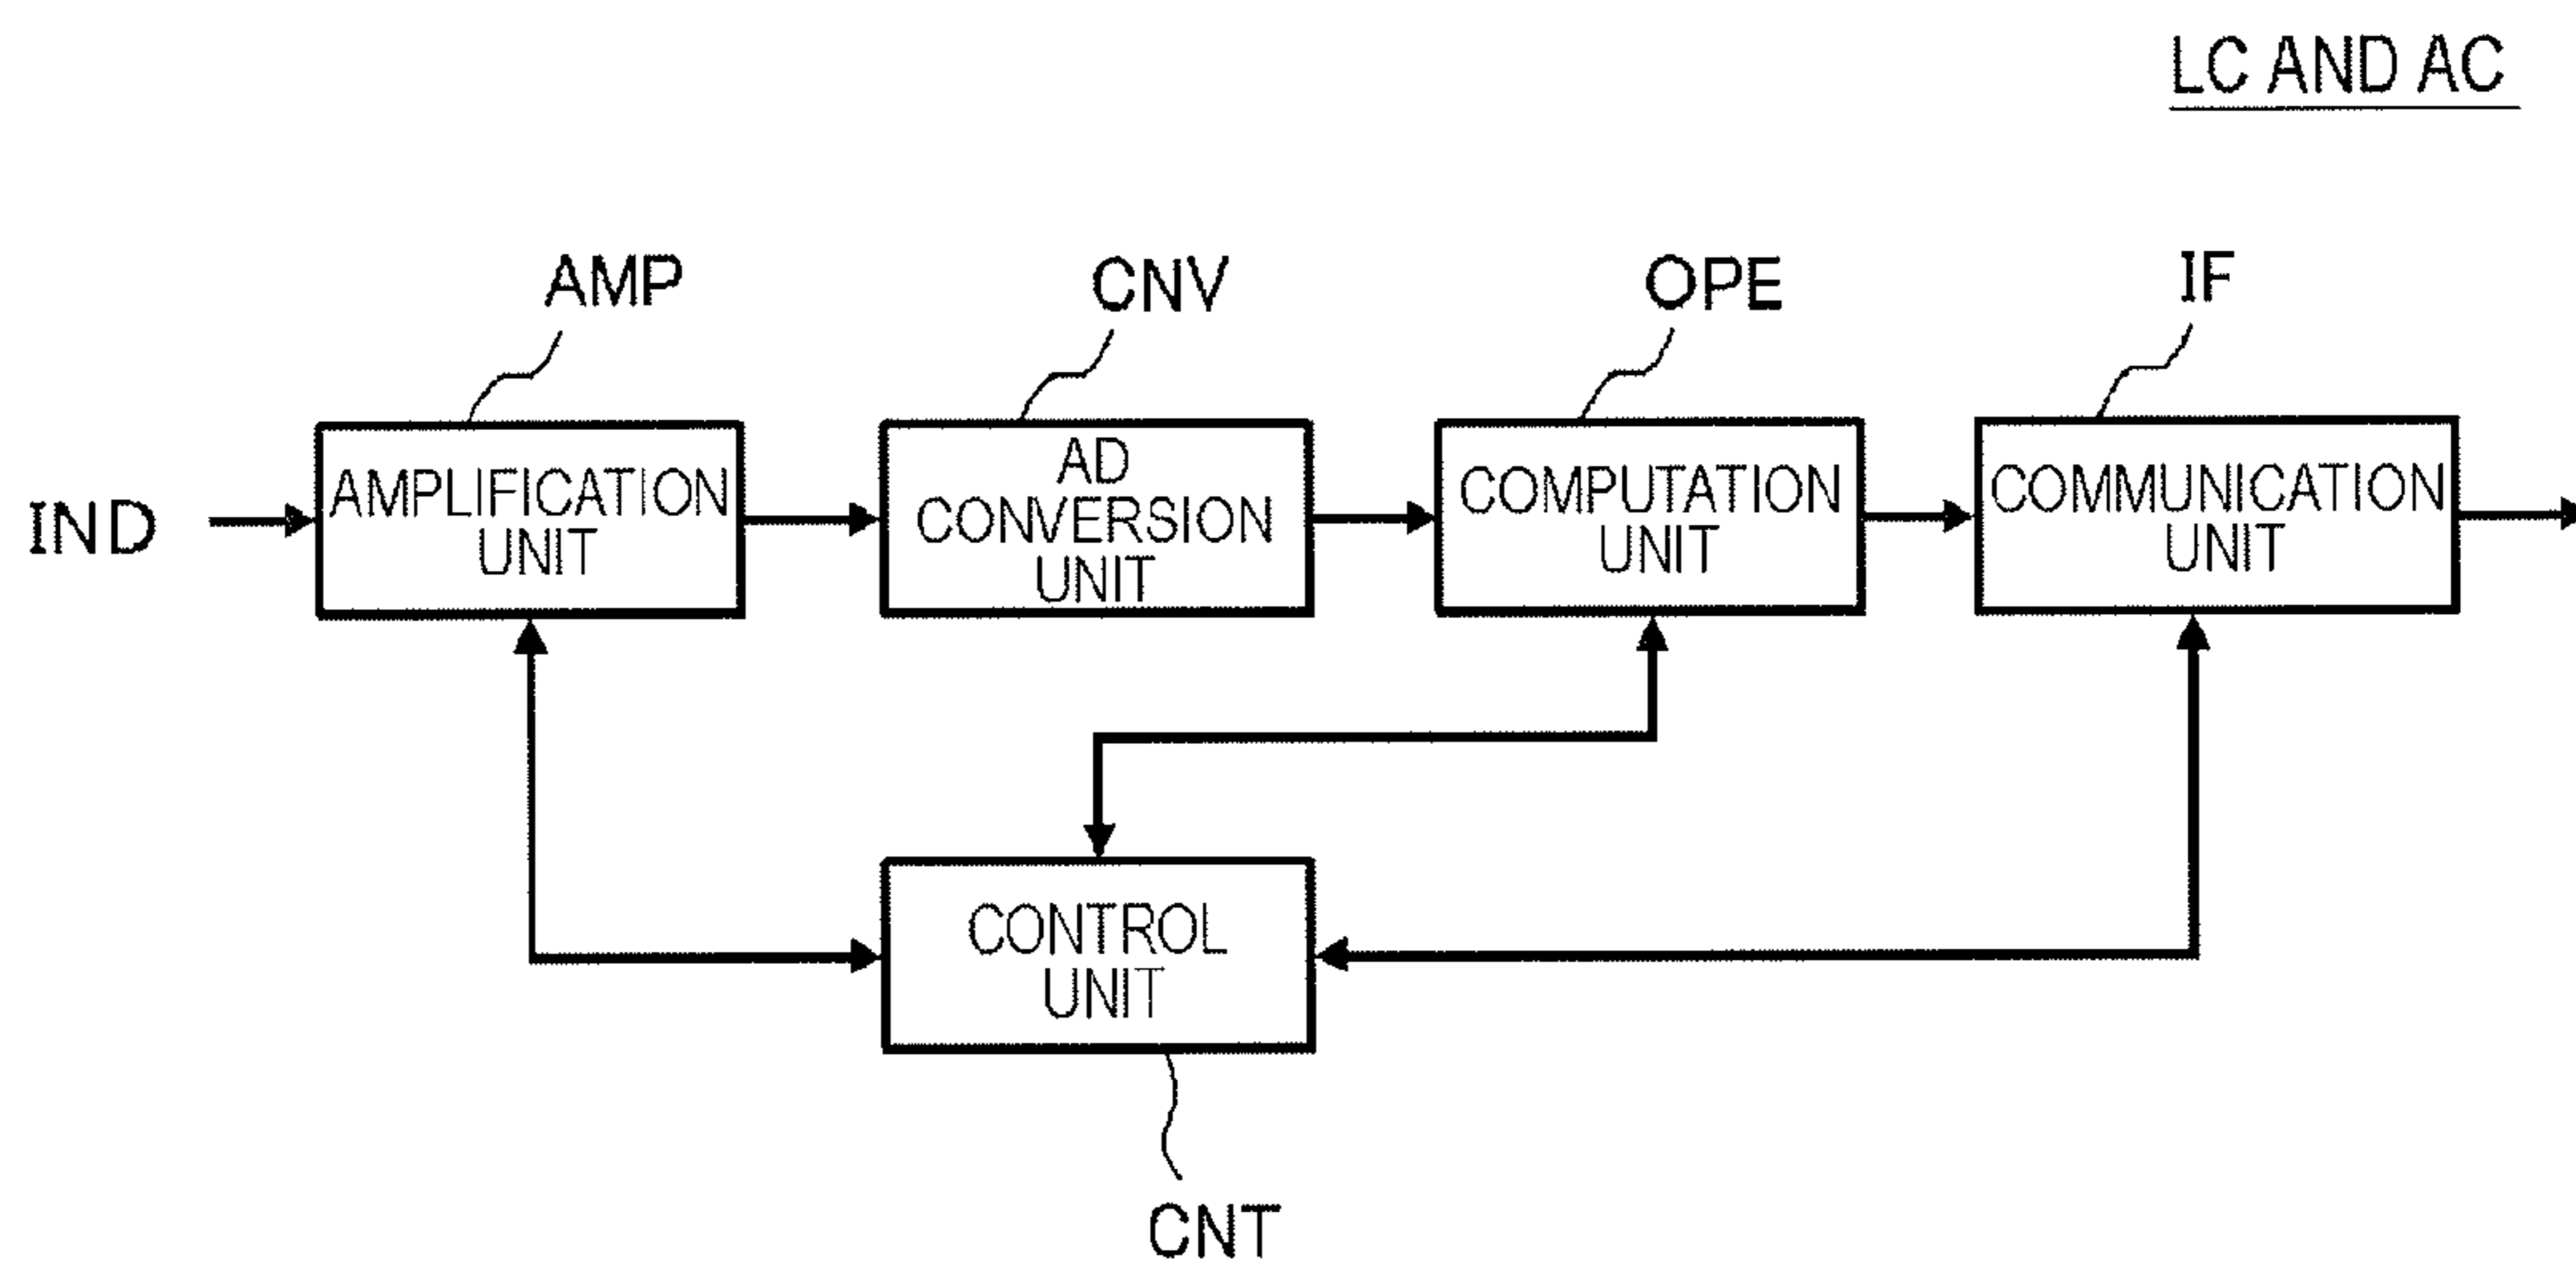 LC AND AC
AMP
CNV
OPE
IF
IND
AMPLIFICATION
UNIT
AD
CONVERSION
UNIT
COMPUTATION
UNIT
COMMUNICATION
UNIT
CONTROL
UNIT
CNT